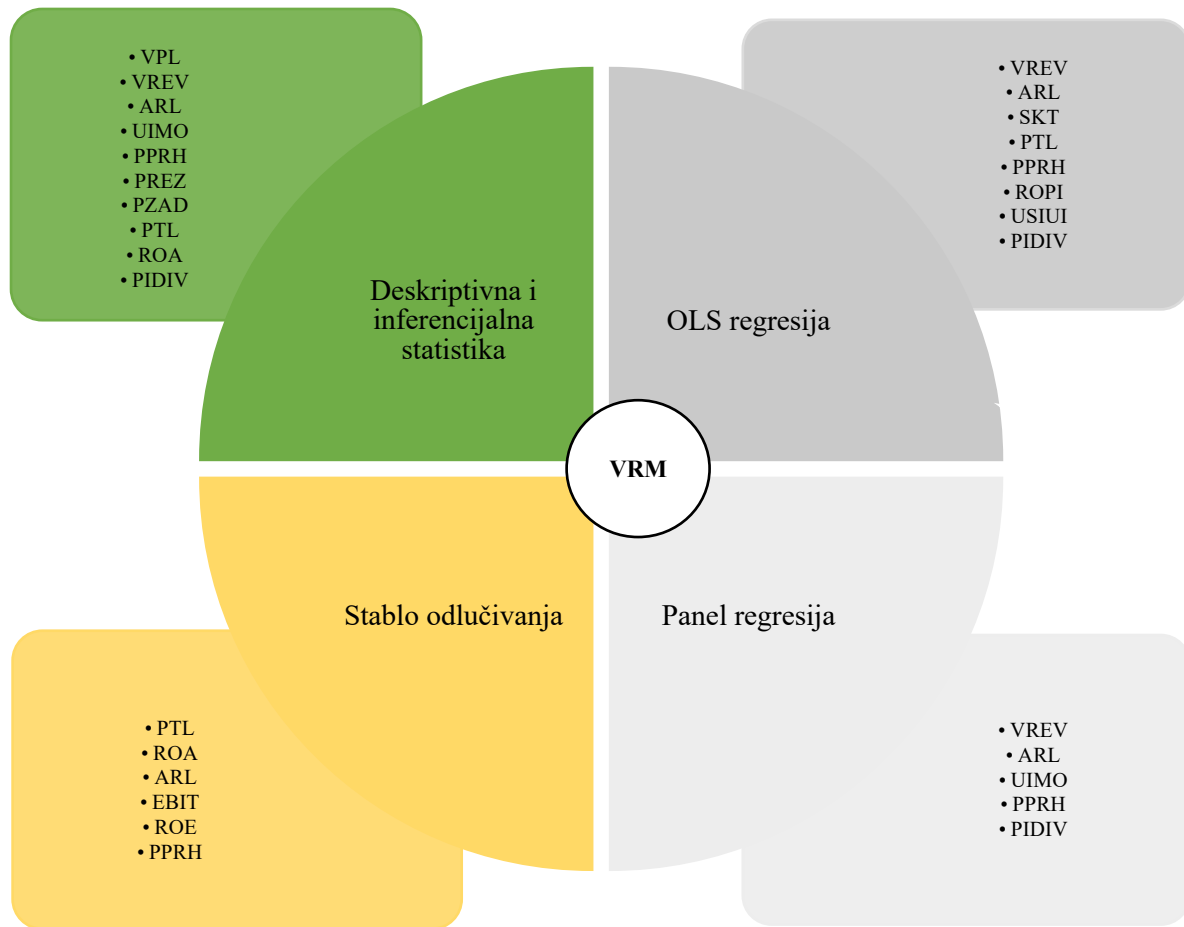 • VPL
• VREV
• ARL
• UIMO
• PPRH
• PREZ
• PZAD
• PTL
• ROA
• PIDIV
• VREV
• ARL
• SKT
• PTL
• PPRH
• ROPI
• USIUI
• PIDIV
Deskriptivna i
inferencijalna
statistika
OLS regresija
VRM
Stablo odlučivanja
Panel regresija
• PTL
• ROA
• ARL
• EBIT
• ROE
• PPRH
• VREV
• ARL
• UIMO
• PPRH
• PIDIV